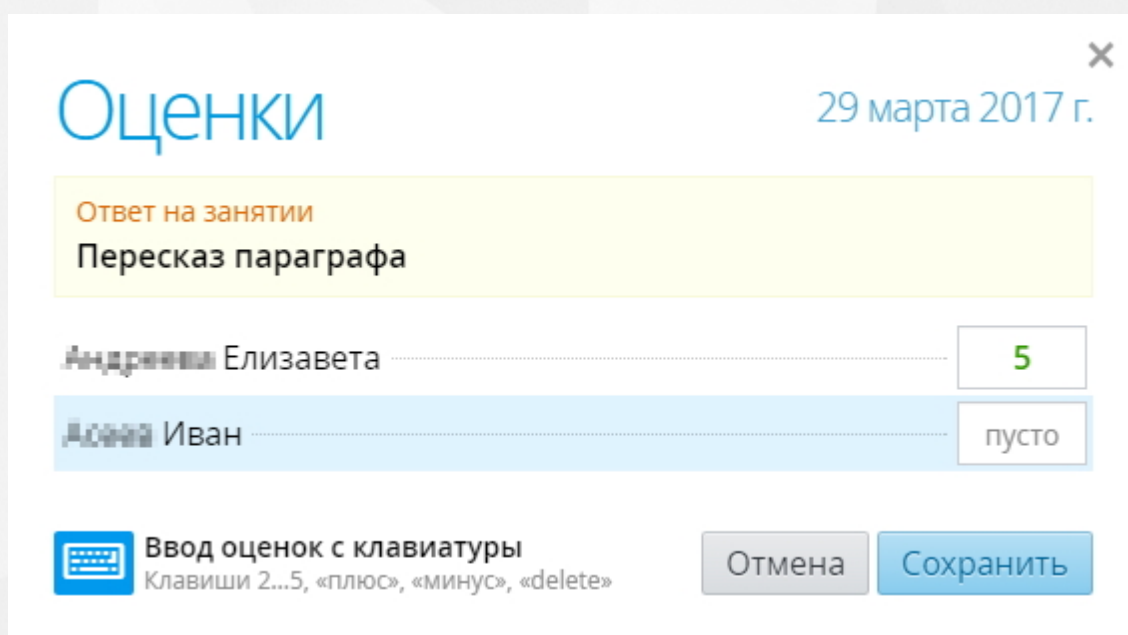 Оценки
29 марта 2017 г.
Ответ на занятии
Пересказ параграфа
Елизавета
5
Иван
пусто
Ввод оценок с клавиатуры
Клавиши 2...5, «плюс», «минус», «delete»
Отмена
Сохранить